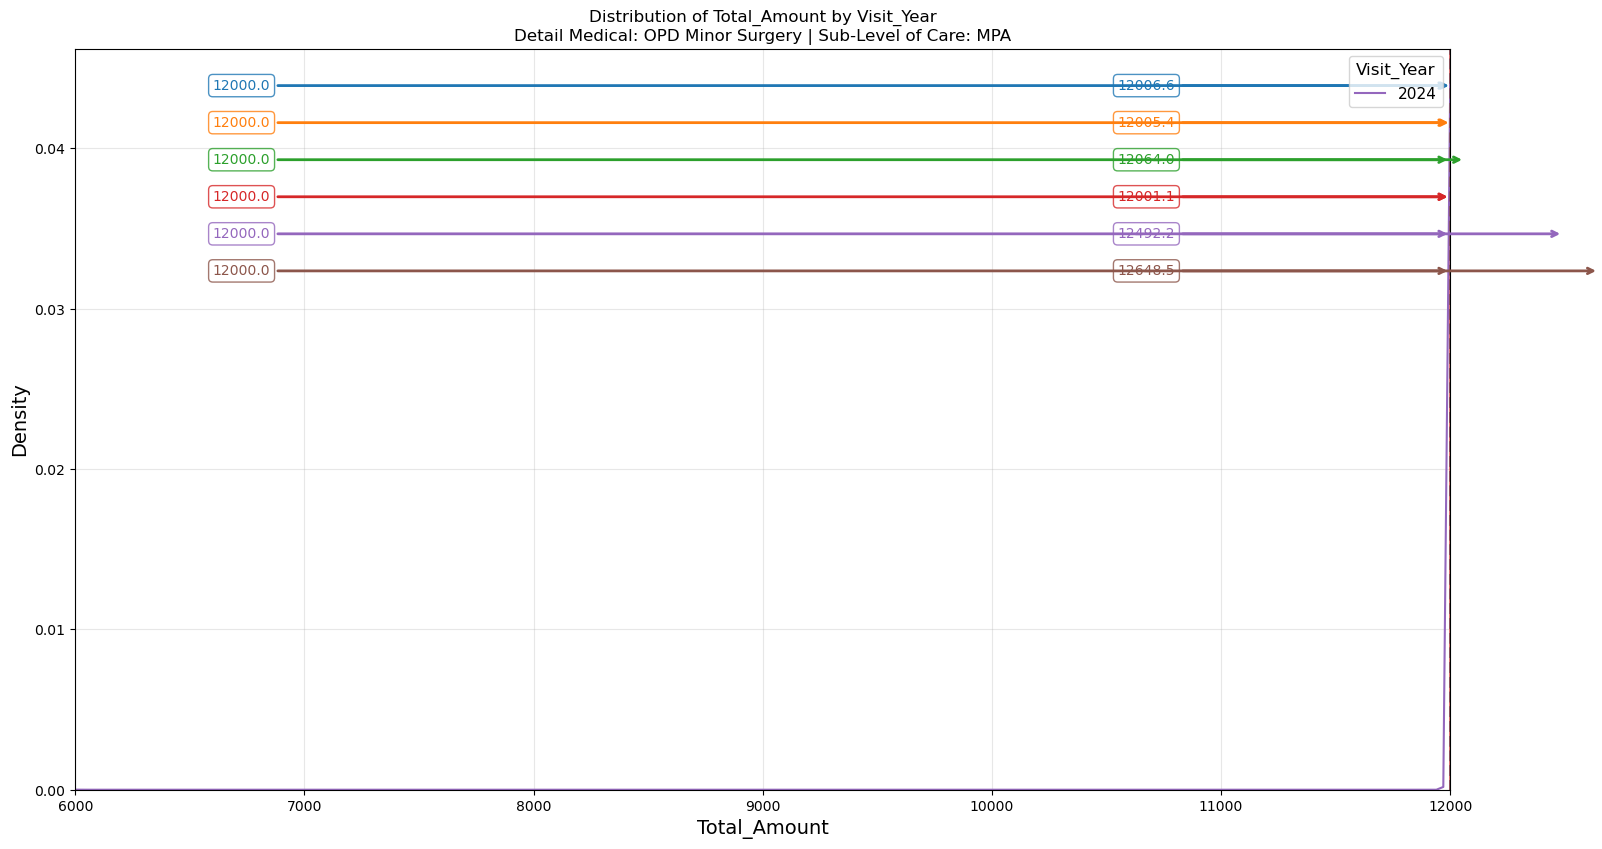 Distribution of Total_Amount by Visit_Year
Detail Medical: OPD Minor Surgery | Sub-Level of Care: MPA
Visit_Year
2024
12000.0 12006.6
12000.0 12005.4
12000.0 12064.0
12000.0 12001.1
12000.0 12492.2
12000.0 12648.5
0.04
0.03
0.02
0.01
0.00
Density
6000 7000 8000 9000 10000 11000 12000
Total_Amount